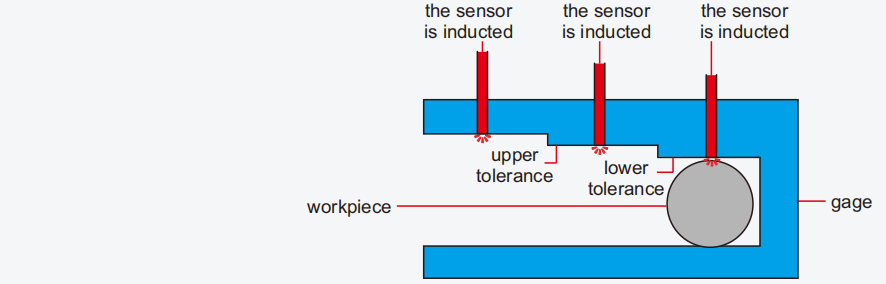 the sensor
is inducted
the sensor
is inducted
the sensor
is inducted
upper
tolerance
lower
tolerance
workpiece
gage